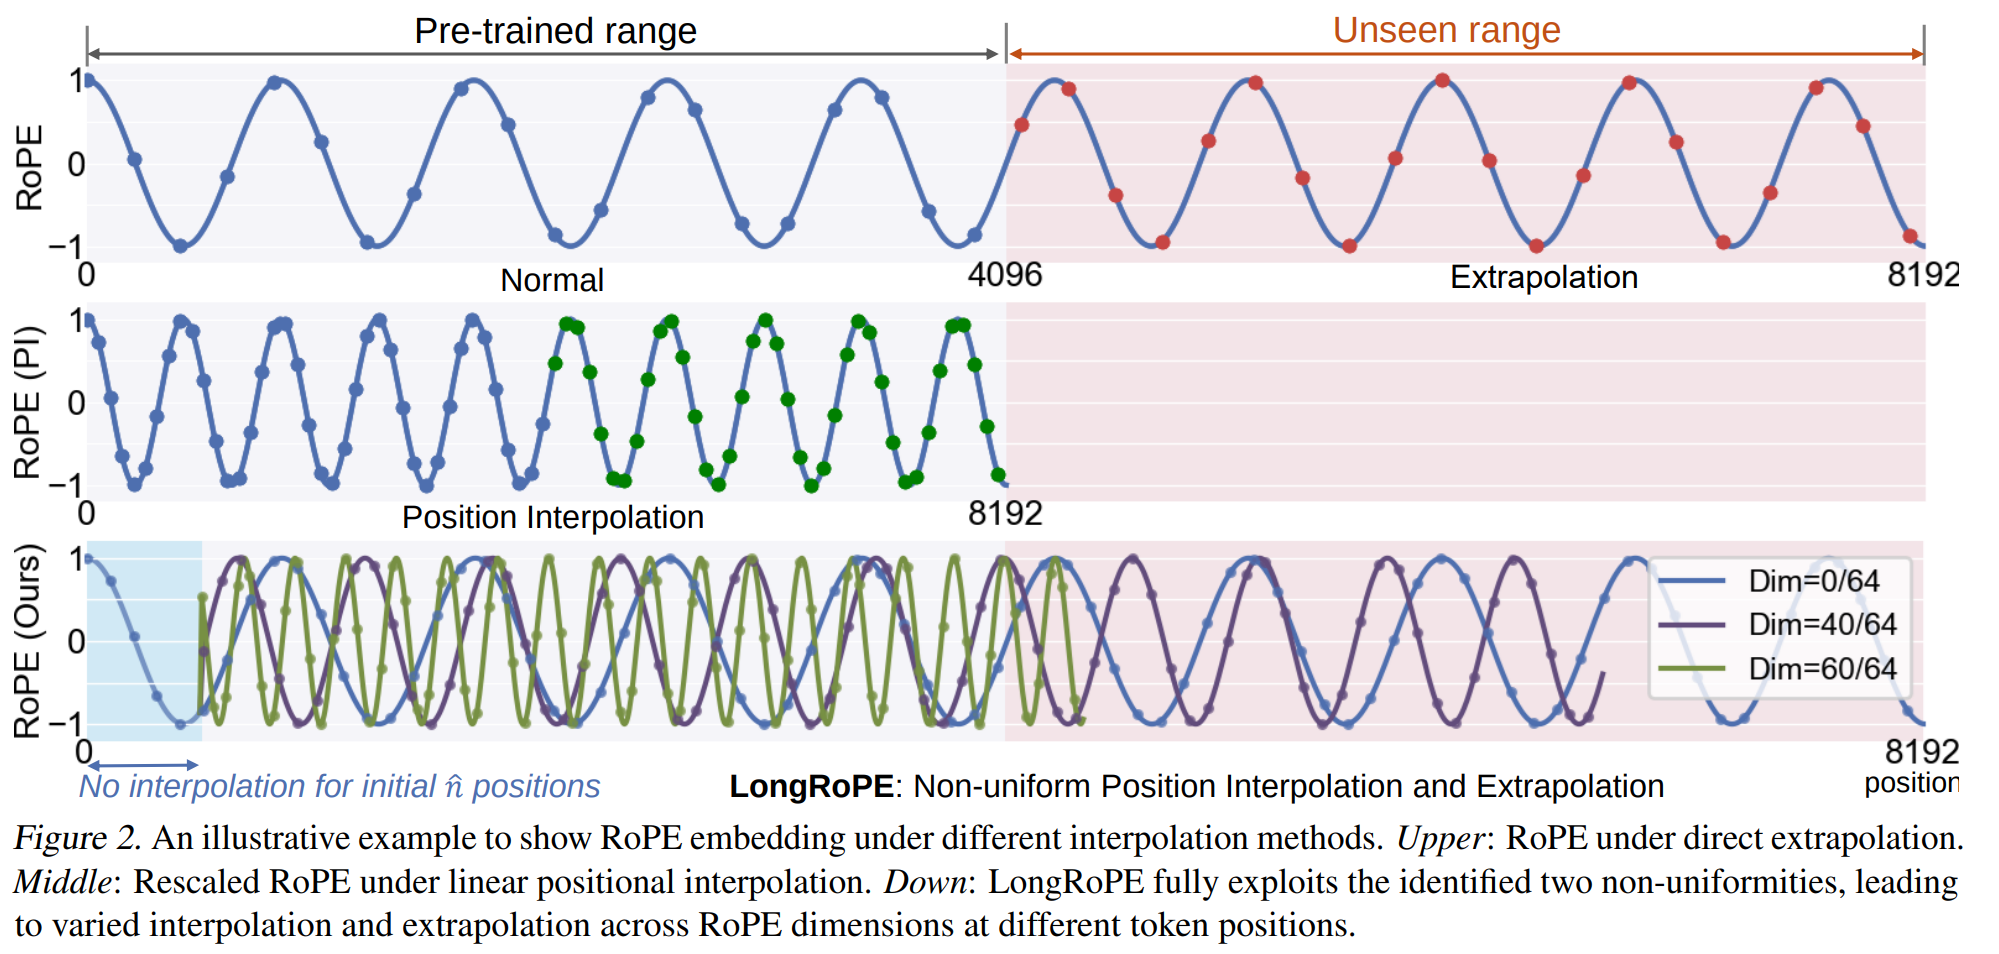 Pre-trained range
Unseen range
RoPE
1
0
−1
0
Normal
4096
Extrapolation
8192
RoPE (PI)
1
0
−1
0
Position Interpolation
8192
RoPE (Ours)
1
0
−1
Dim=0/64
Dim=40/64
Dim=60/64
0
8192
No interpolation for initial n̂ positions
LongRoPE: Non-uniform Position Interpolation and Extrapolation
position
Figure 2. An illustrative example to show RoPE embedding under different interpolation methods. Upper: RoPE under direct extrapolation.
Middle: Rescaled RoPE under linear positional interpolation. Down: LongRoPE fully exploits the identified two non-uniformities, leading
to varied interpolation and extrapolation across RoPE dimensions at different token positions.